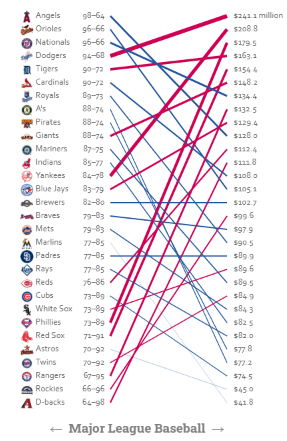 Angels 98–64 $241.1 million
Orioles 96–66 $208.8
Nationals 96–66 $179.5
Dodgers 94–68 $163.1
Tigers 90–72 $154.4
Cardinals 90–72 $148.2
Royals 89–73 $134.4
A's 88–74 $132.5
Pirates 88–74 $129.4
Giants 88–74 $128.0
Mariners 87–75 $112.4
Indians 85–77 $111.8
Yankees 84–78 $108.0
Blue Jays 83–79 $105.1
Brewers 82–80 $102.7
Braves 79–83 $99.6
Mets 79–83 $97.9
Marlins 77–85 $90.5
Padres 77–85 $89.9
Rays 77–85 $89.6
Reds 76–86 $89.5
Cubs 73–89 $84.9
White Sox 73–89 $84.3
Phillies 73–89 $82.5
Red Sox 71–91 $82.0
Astros 70–92 $77.8
Twins 70–92 $77.2
Rangers 67–95 $74.5
Rockies 66–96 $45.0
D-backs 64–98 $41.8
← Major League Baseball →